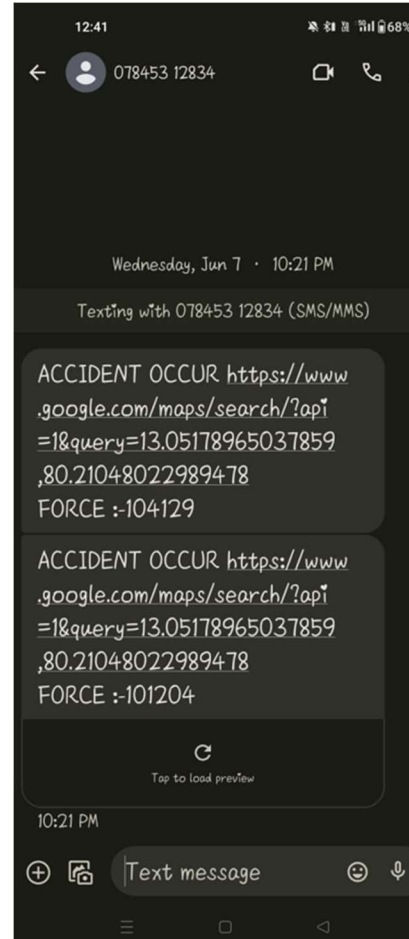 12:41
68%
078453 12834
Wednesday, Jun 7 · 10:21 PM
Texting with 078453 12834 (SMS/MMS)
ACCIDENT OCCUR https://www
.google.com/maps/search/?api
=1&query=13.05178965037859
,80.21048022989478
FORCE :-104129
ACCIDENT OCCUR https://www
.google.com/maps/search/?api
=1&query=13.05178965037859
,80.21048022989478
FORCE :-101204
Tap to load preview
10:21 PM
Text message